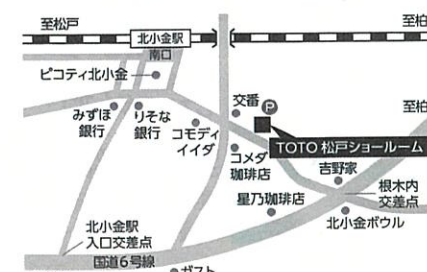 至松戸
至柏
北小金駅
南口
ピコティ北小金
交番
P
至柏
みずほ
銀行
りそな
銀行
コモディ
イイダ
TOTO 松戸ショールーム
コメダ
珈琲店
吉野家
根木内
交差点
星乃珈琲店
北小金ボウル
北小金駅
入口交差点
国道6号線
ガスト